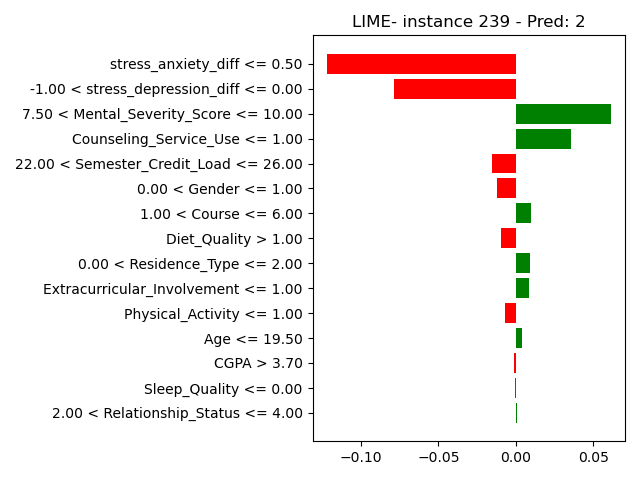 LIME- instance 239 - Pred: 2
stress_anxiety_diff <= 0.50
-1.00 < stress_depression_diff <= 0.00
7.50 < Mental_Severity_Score <= 10.00
Counseling_Service_Use <= 1.00
22.00 < Semester_Credit_Load <= 26.00
0.00 < Gender <= 1.00
1.00 < Course <= 6.00
Diet_Quality > 1.00
0.00 < Residence_Type <= 2.00
Extracurricular_Involvement <= 1.00
Physical_Activity <= 1.00
Age <= 19.50
CGPA > 3.70
Sleep_Quality <= 0.00
2.00 < Relationship_Status <= 4.00
−0.10 −0.05 0.00 0.05